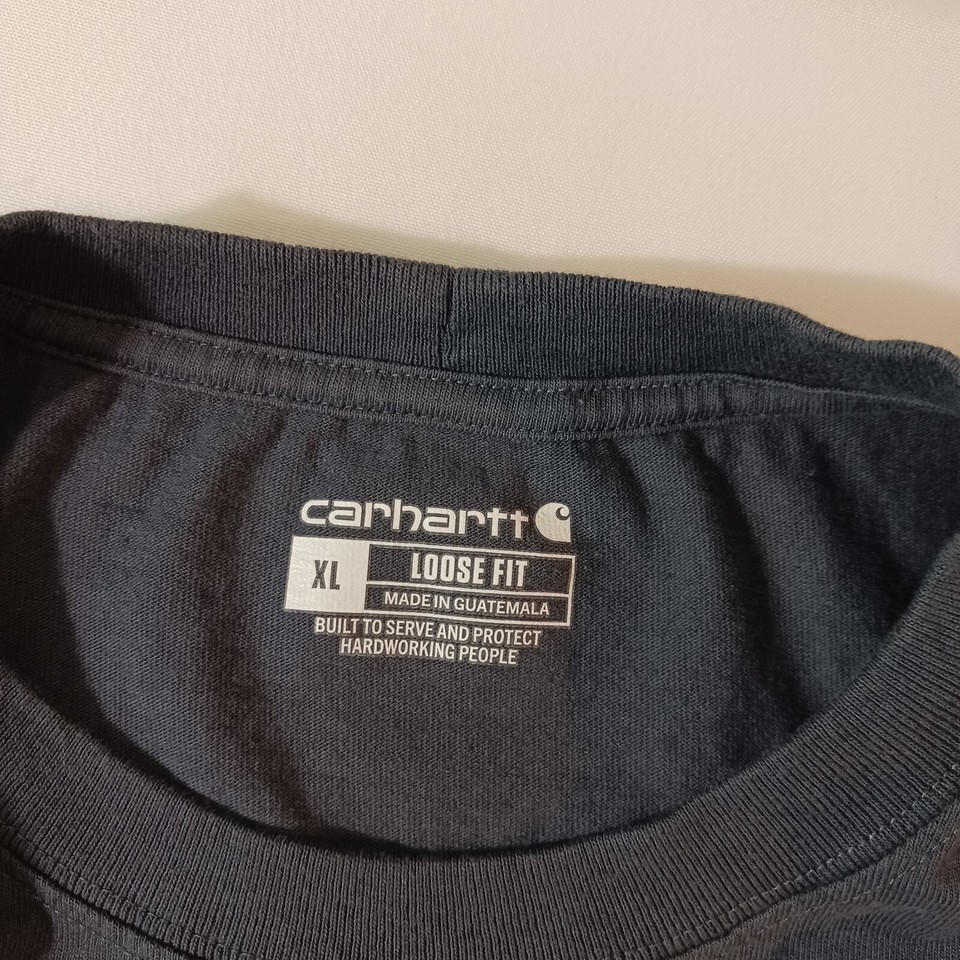 carhartt
XL LOOSE FIT
MADE IN GUATEMALA
BUILT TO SERVE AND PROTECT
HARDWORKING PEOPLE